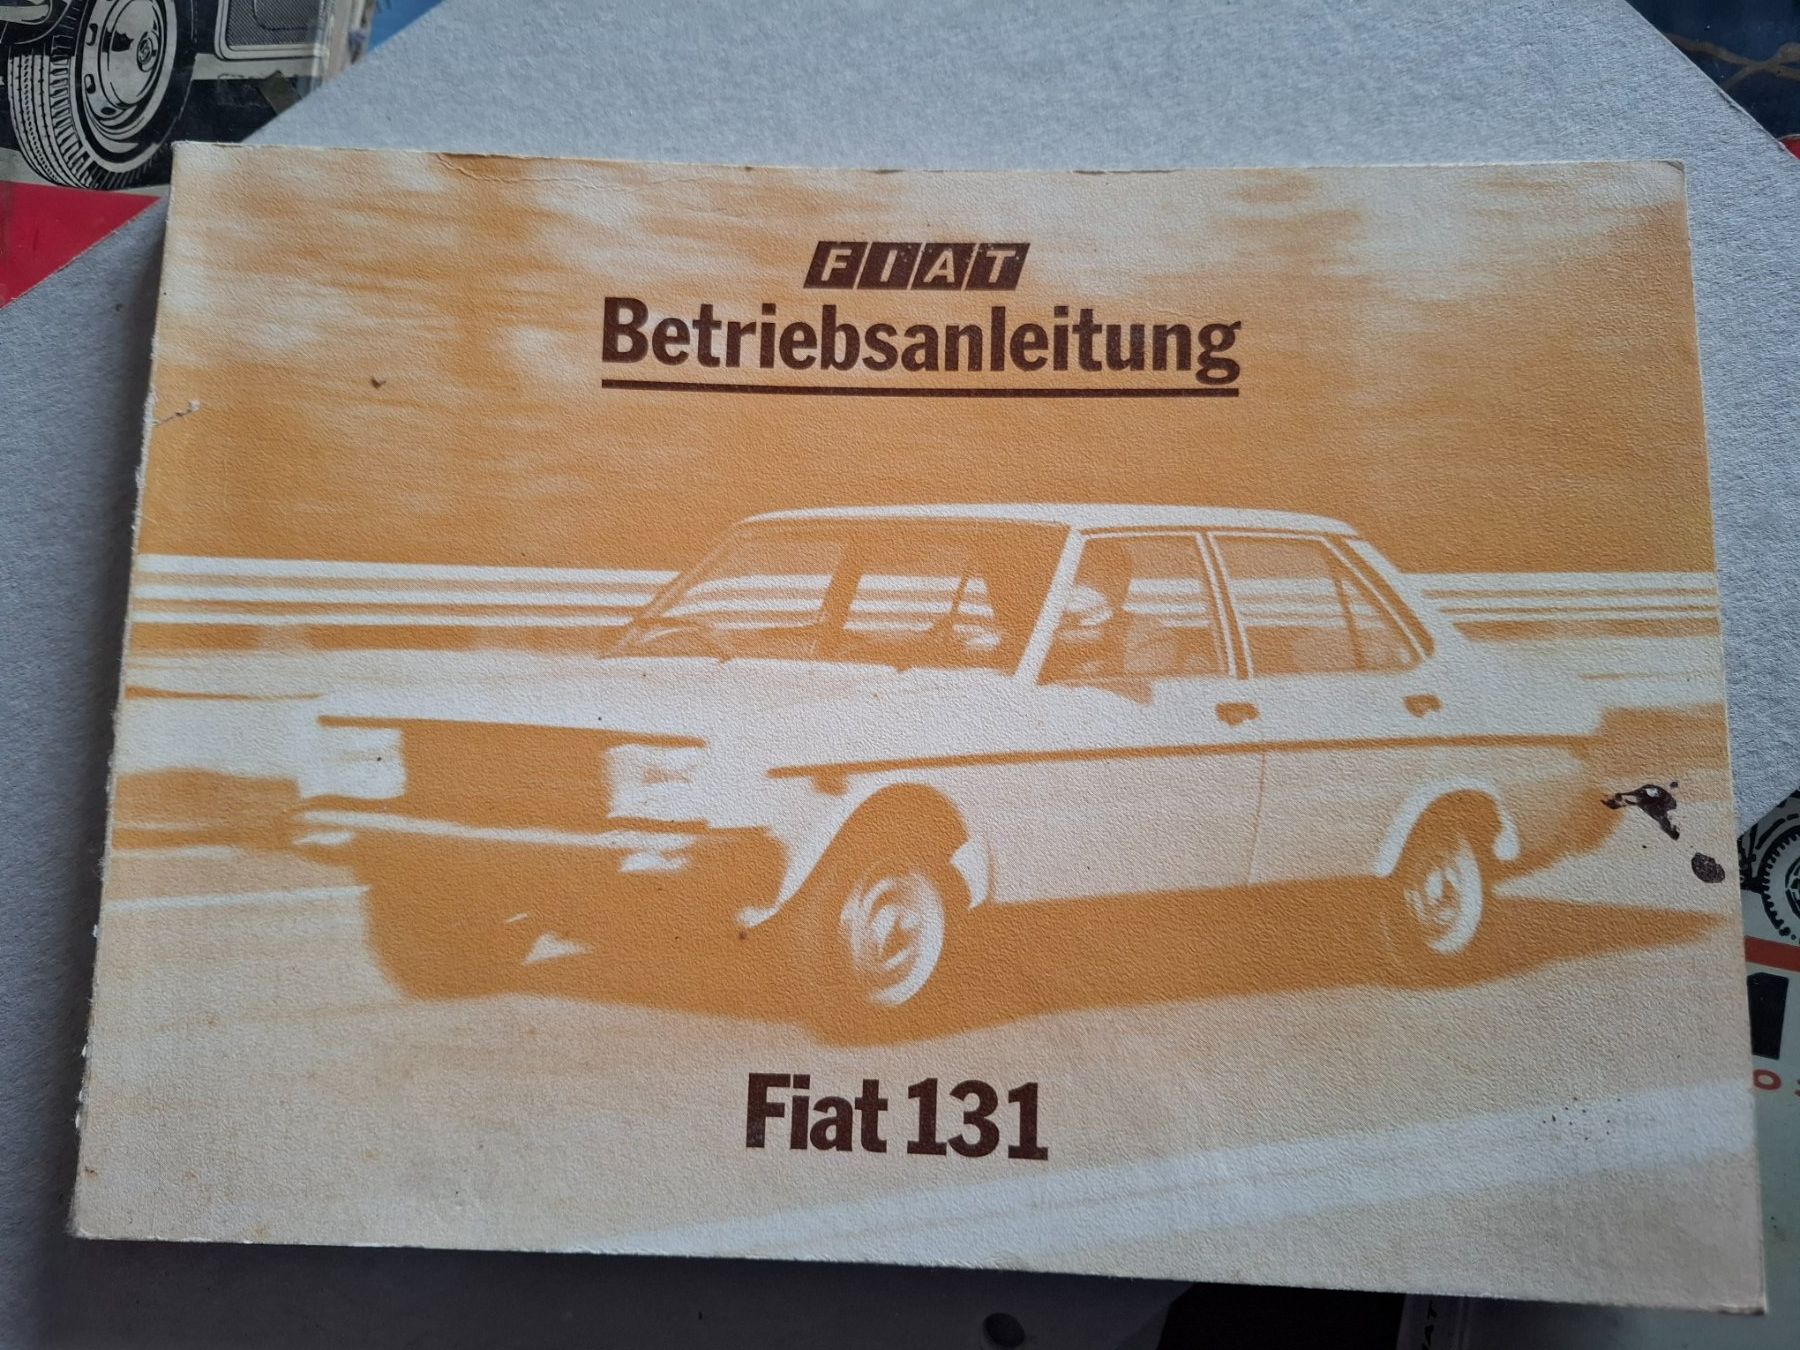 FIAT
Betriebsanleitung
Fiat 131